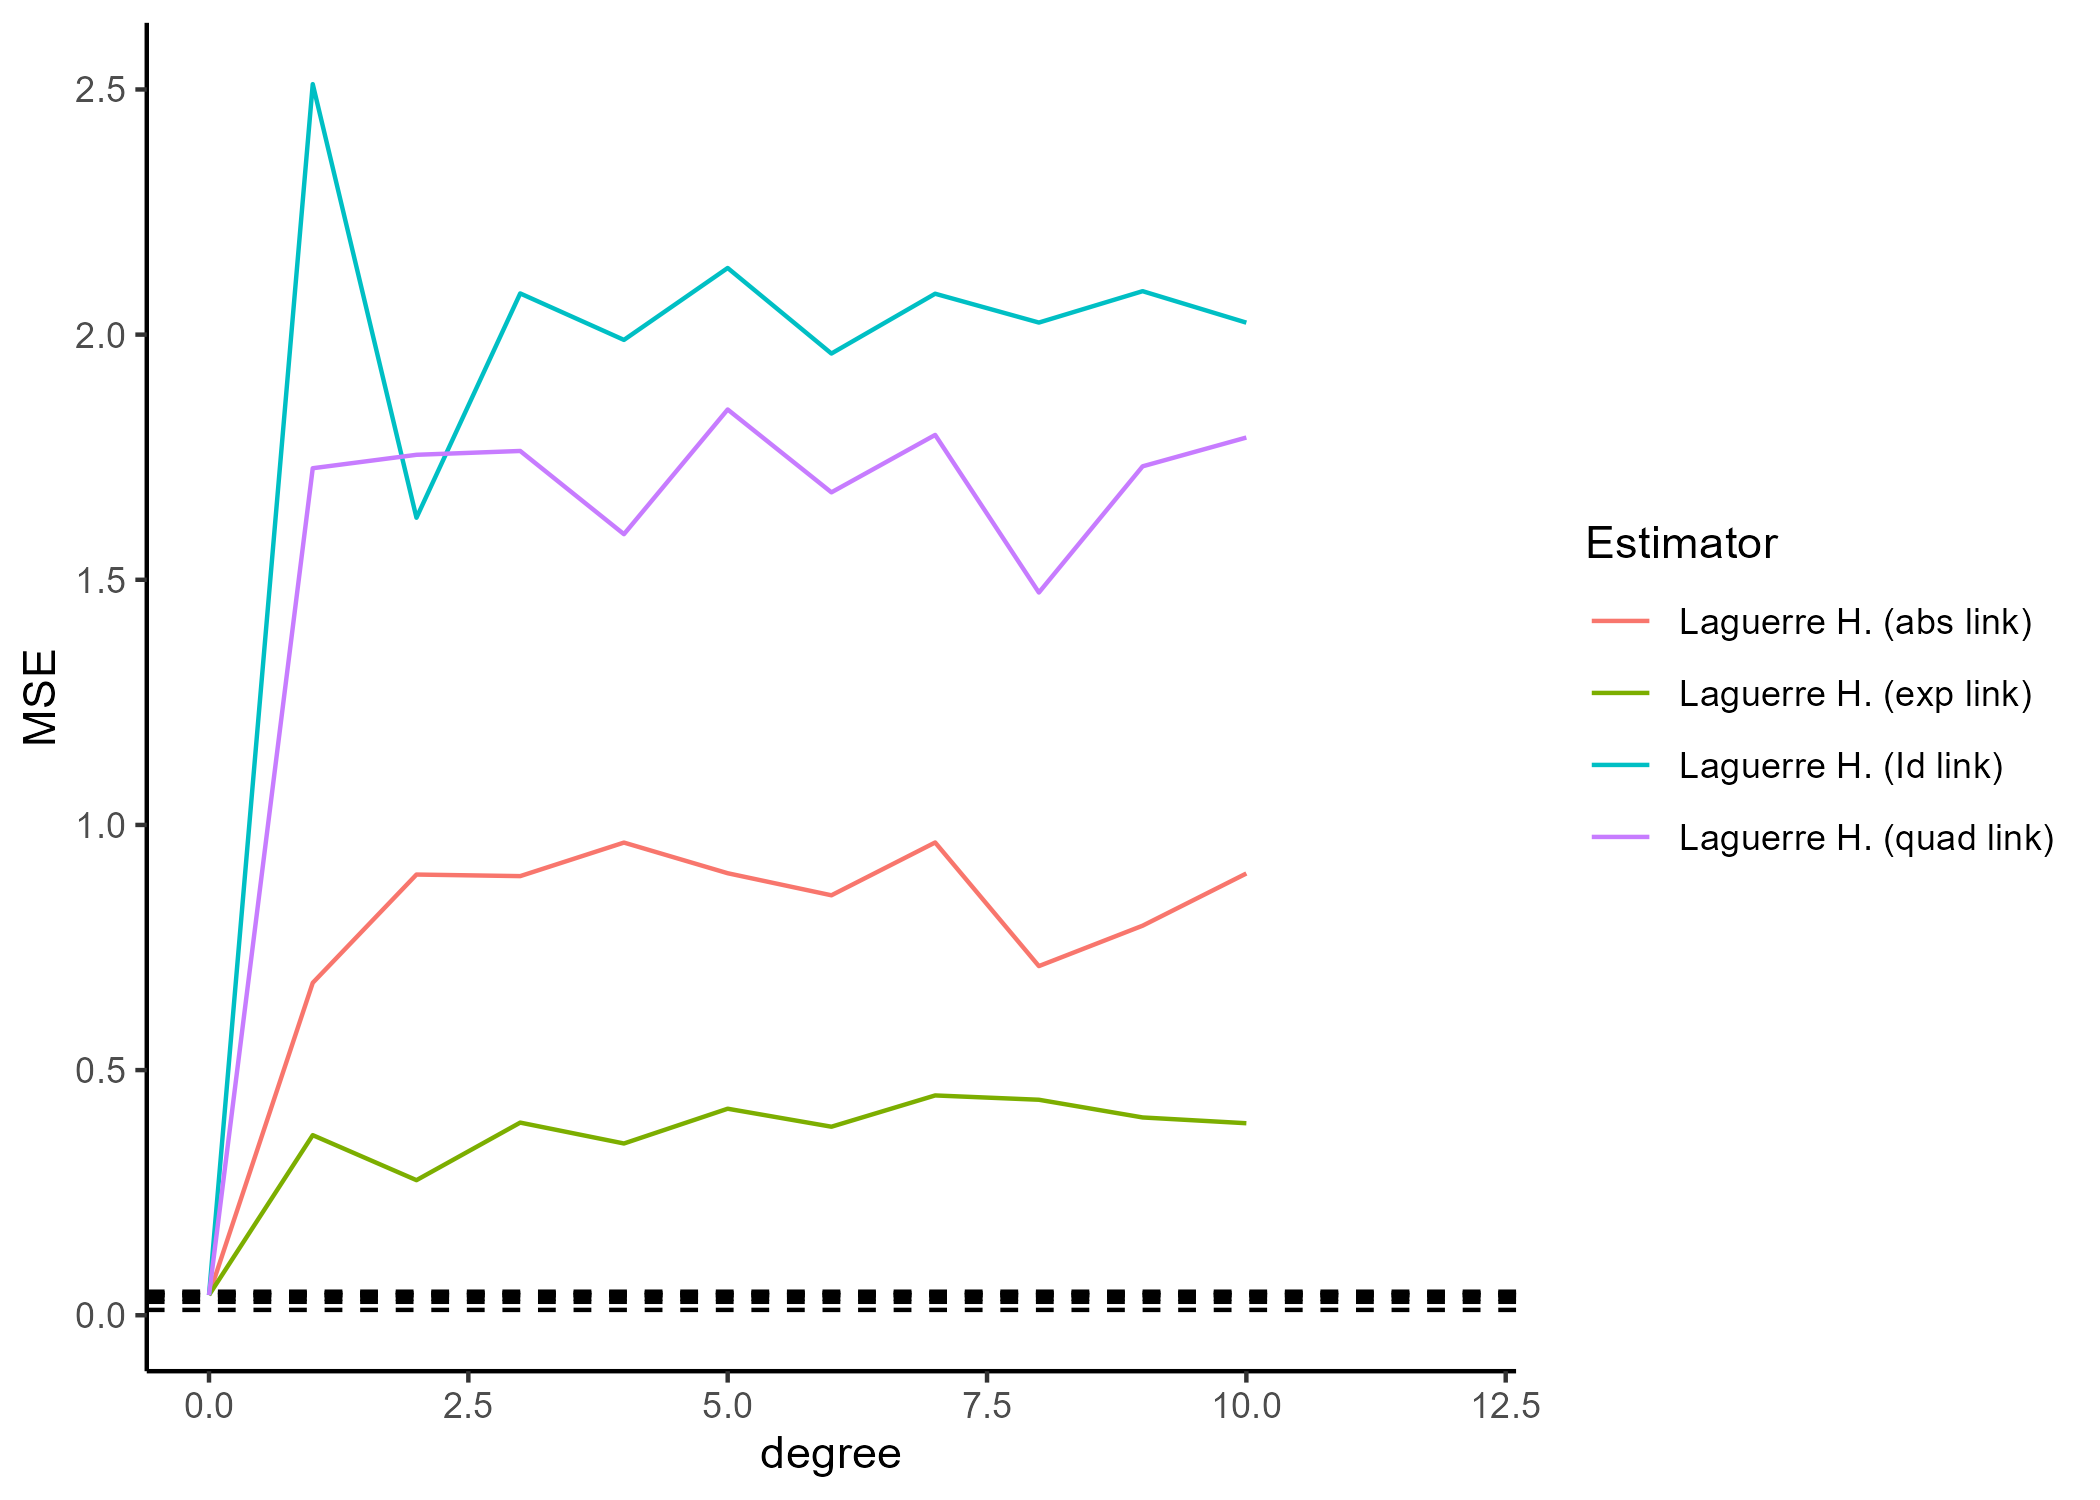 2.5
2.0
1.5
1.0
0.5
0.0
MSE
0.0 2.5 5.0 7.5 10.0 12.5
degree
Estimator
Laguerre H. (abs link)
Laguerre H. (exp link)
Laguerre H. (Id link)
Laguerre H. (quad link)